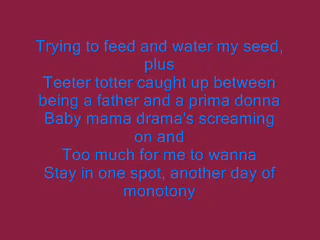 Trying to feed and water my seed,
plus
Teeter totter caught up between
being a father and a prima donna
Baby mama drama's screaming
on and
Too much for me to wanna
Stay in one spot, another day of
monotony